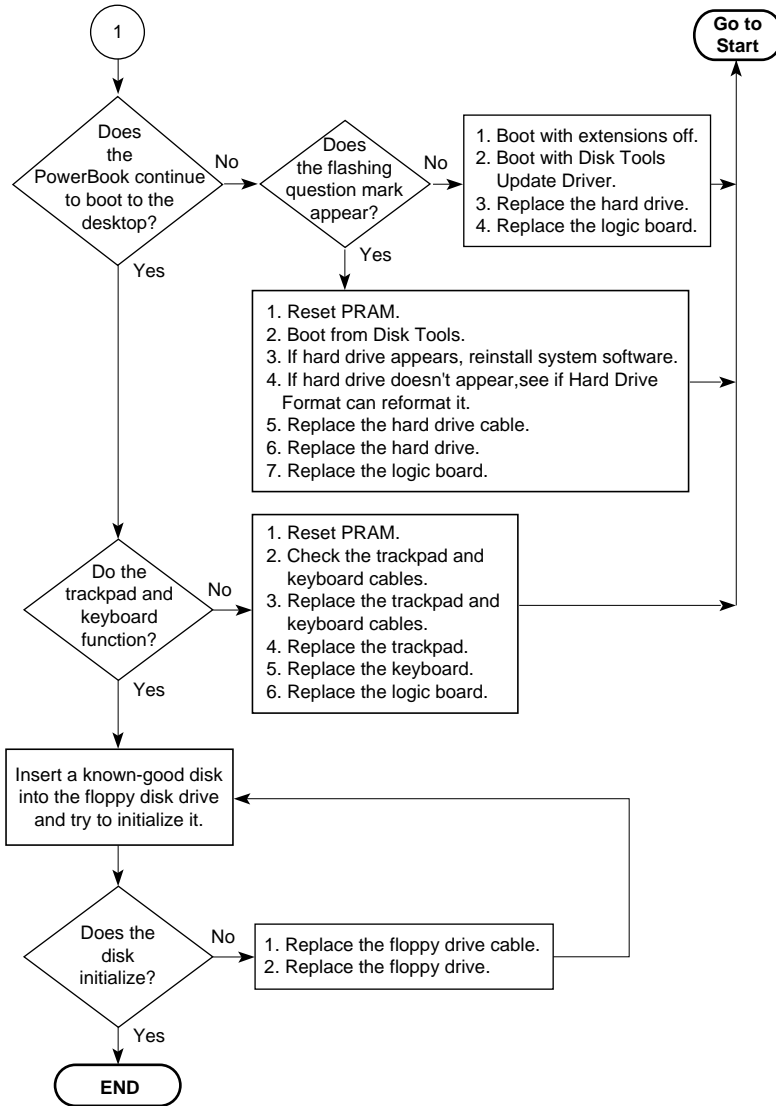 1
Go to
Start
Does
the
PowerBook continue
to boot to the
desktop?
No
Does
the flashing
question mark
appear?
No
1. Boot with extensions off.
2. Boot with Disk Tools
Update Driver.
3. Replace the hard drive.
4. Replace the logic board.
Yes
Yes
1. Reset PRAM.
2. Boot from Disk Tools.
3. If hard drive appears, reinstall system software.
4. If hard drive doesn't appear,see if Hard Drive
Format can reformat it.
5. Replace the hard drive cable.
6. Replace the hard drive.
7. Replace the logic board.
Do the
trackpad and
keyboard
function?
No
1. Reset PRAM.
2. Check the trackpad and
keyboard cables.
3. Replace the trackpad and
keyboard cables.
4. Replace the trackpad.
5. Replace the keyboard.
6. Replace the logic board.
Yes
Insert a known-good disk
into the floppy disk drive
and try to initialize it.
Does the
disk
initialize?
No
1. Replace the floppy drive cable.
2. Replace the floppy drive.
Yes
END